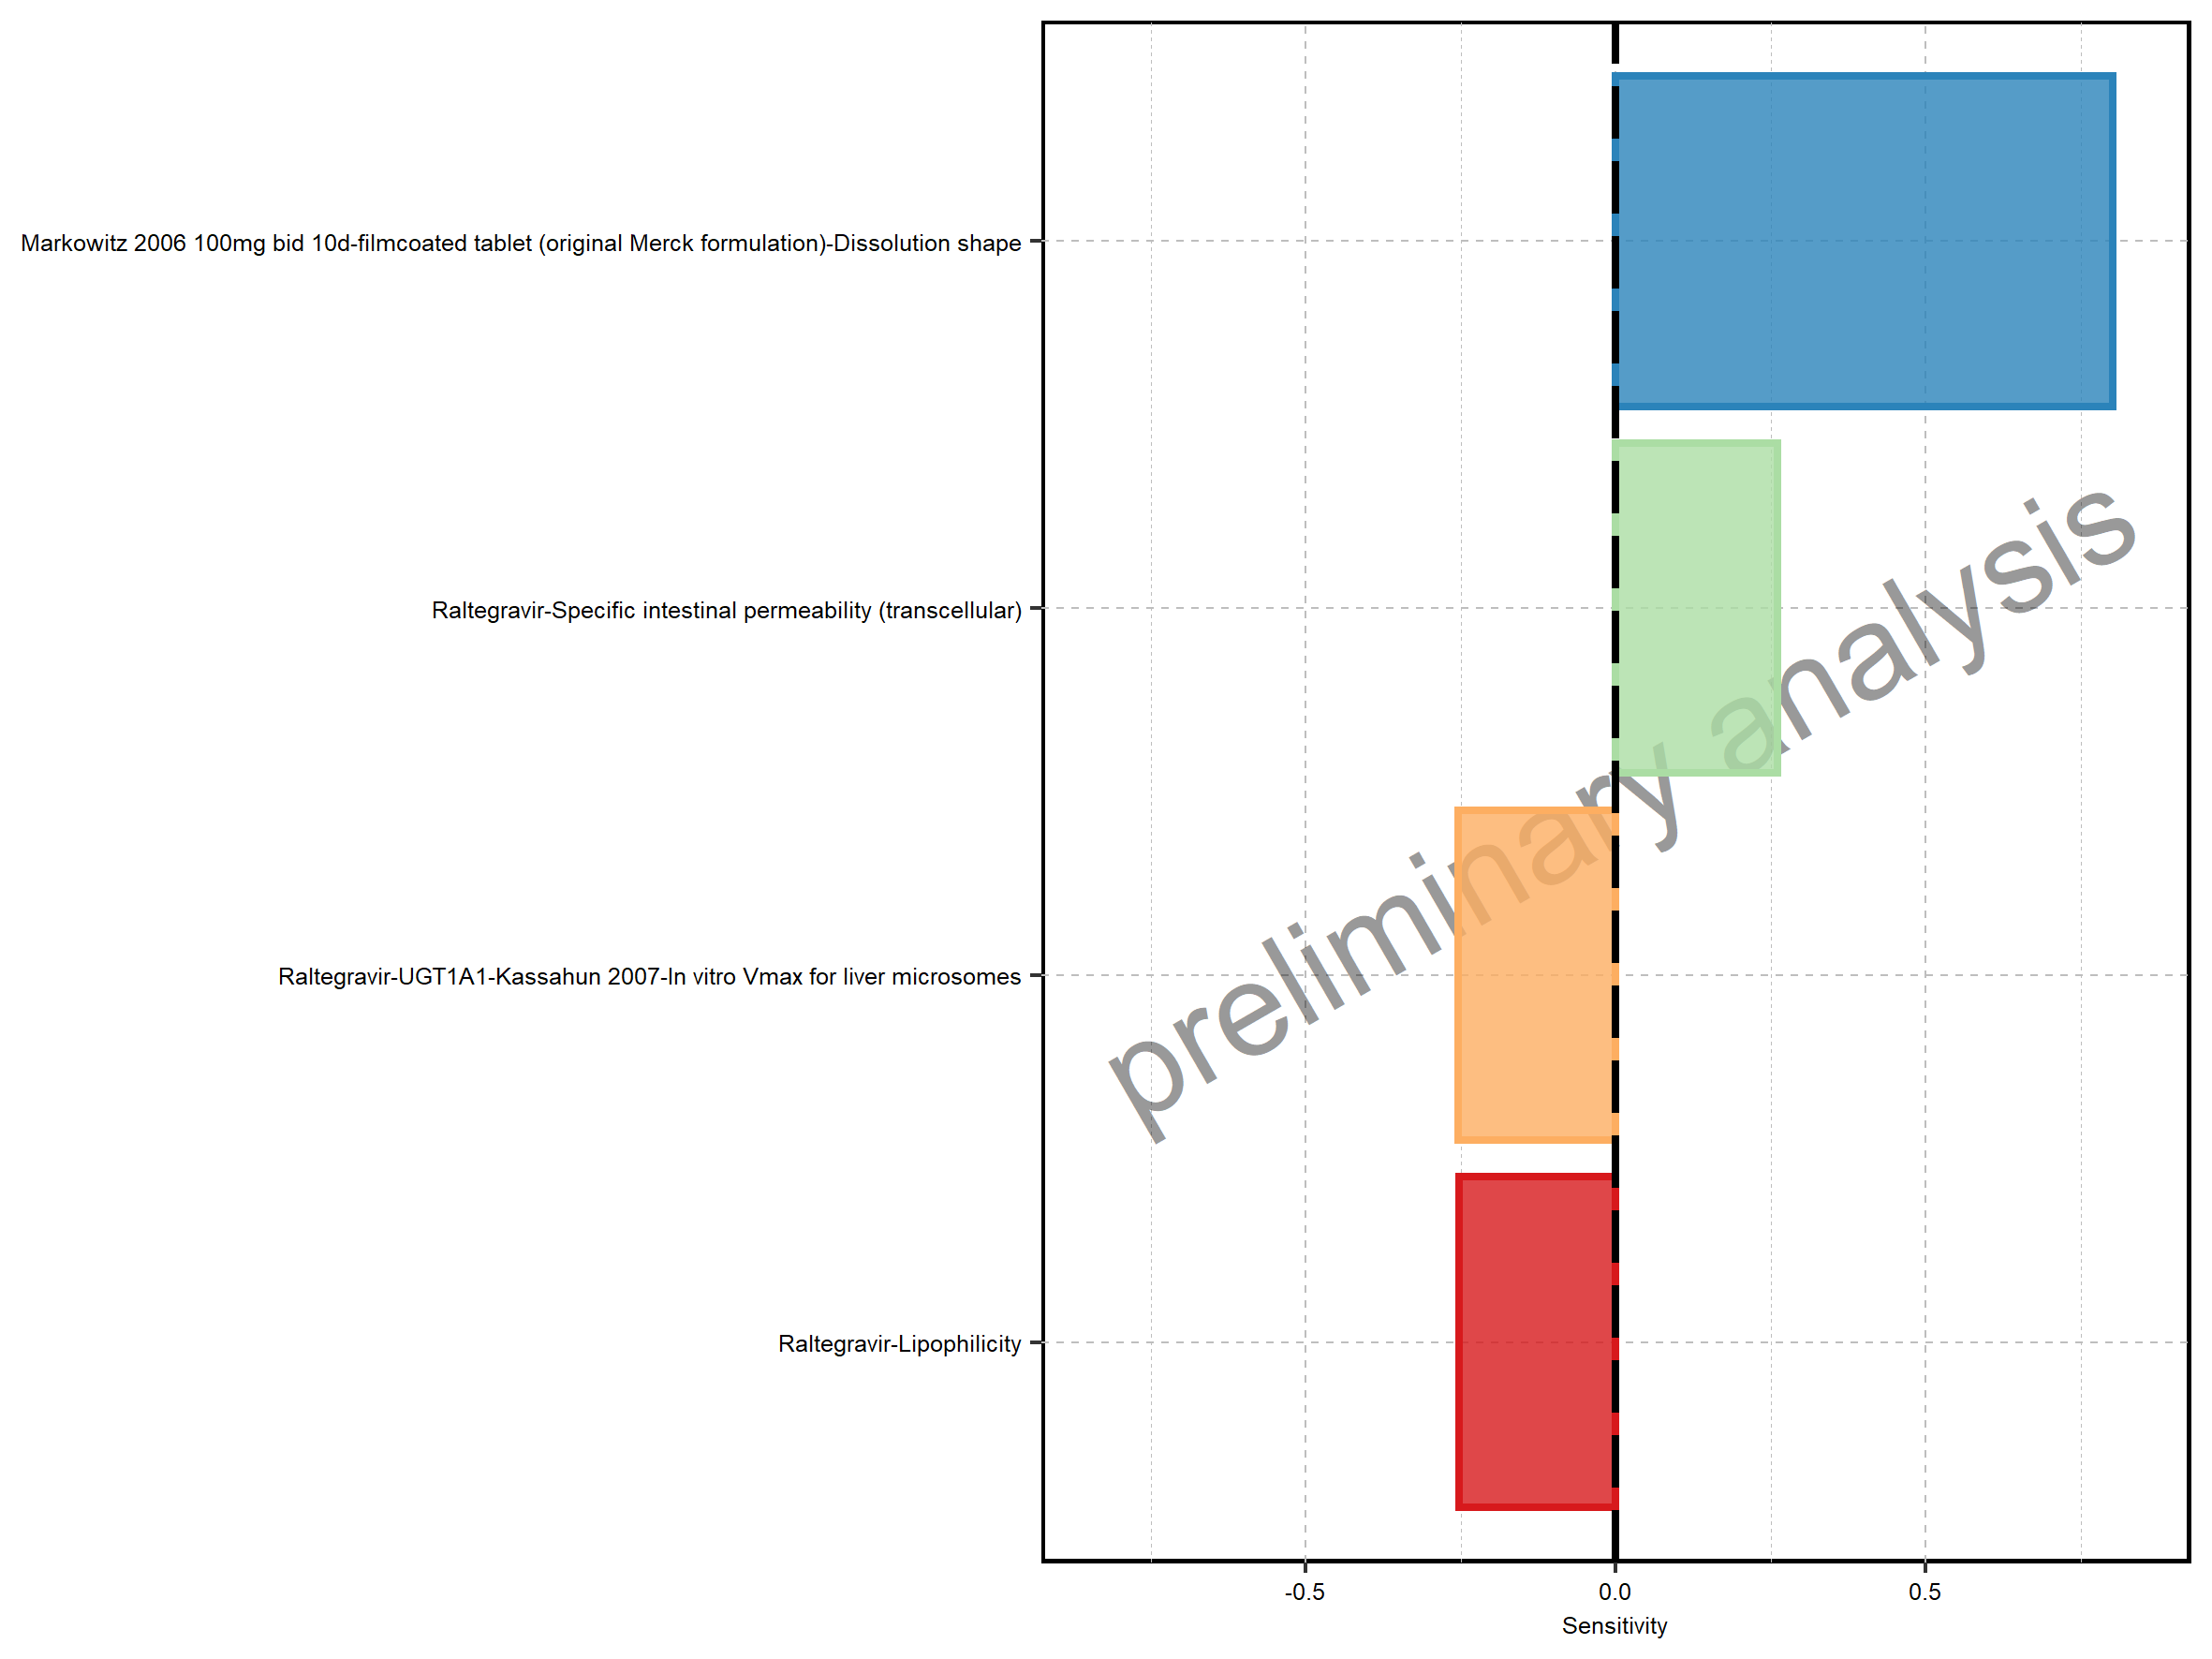 Markowitz 2006 100mg bid 10d-filmcoated tablet (original Merck formulation)-Dissolution shape
Raltegravir-Specific intestinal permeability (transcellular)
Raltegravir-UGT1A1-Kassahun 2007-In vitro Vmax for liver microsomes
Raltegravir-Lipophilicity
preliminary analysis
-0.5 0.0 0.5
Sensitivity